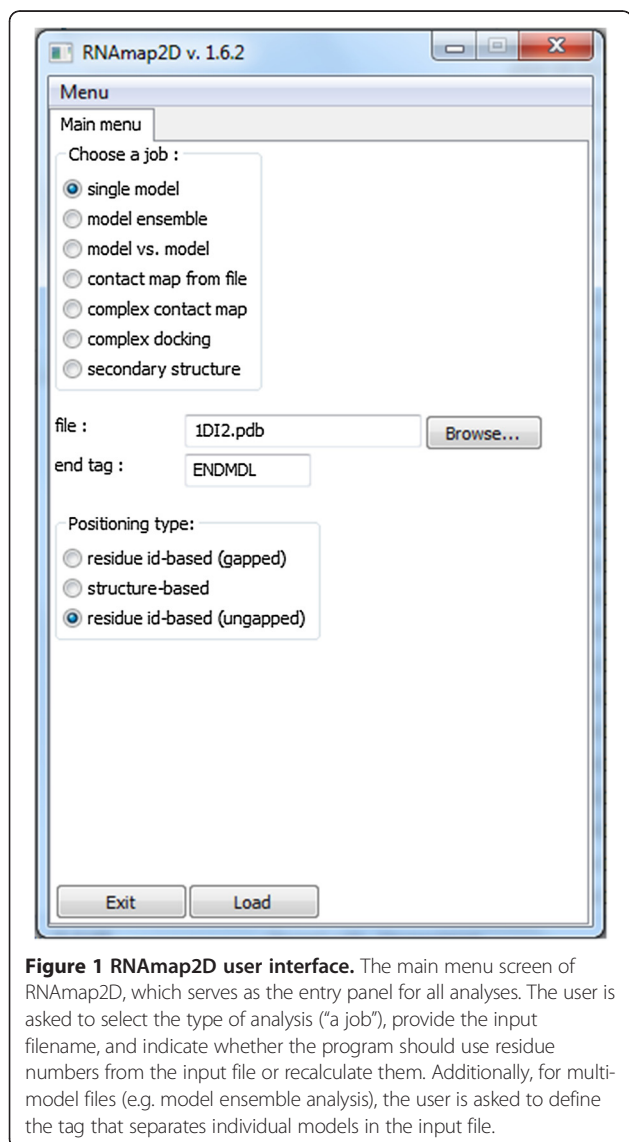 RNAmap2D v. 1.6.2
Menu
Main menu
Choose a job :
single model
model ensemble
model vs. model
contact map from file
complex contact map
complex docking
secondary structure
file :
1DI2.pdb
Browse...
end tag :
ENDMDL
Positioning type:
residue id-based (gapped)
structure-based
residue id-based (ungapped)
Exit
Load
Figure 1 RNAmap2D user interface. The main menu screen of
RNAmap2D, which serves as the entry panel for all analyses. The user is
asked to select the type of analysis (“a job”), provide the input
filename, and indicate whether the program should use residue
numbers from the input file or recalculate them. Additionally, for multi-
model files (e.g. model ensemble analysis), the user is asked to define
the tag that separates individual models in the input file.